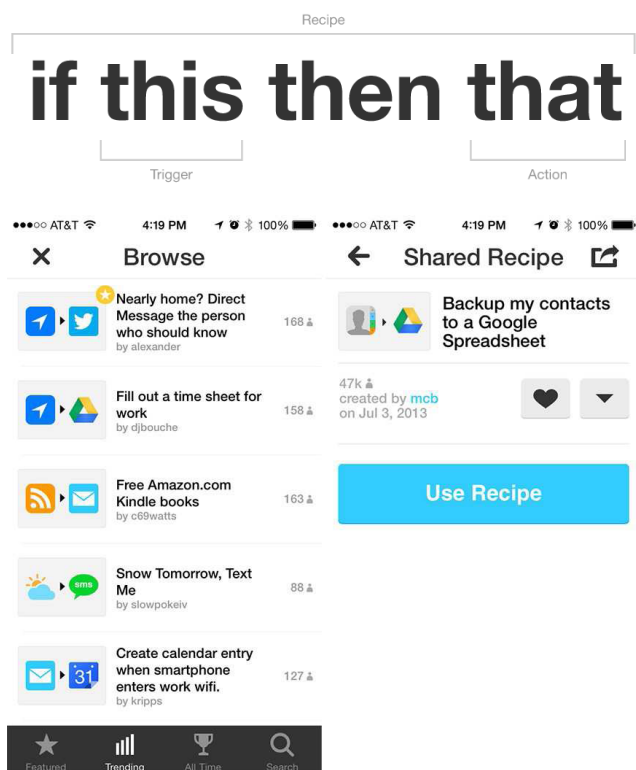 Recipe
if this then that
Trigger
Action
AT&T
4:19 PM
100%
Browse
Nearly home? Direct
Message the person
who should know
by alexander
168
Fill out a time sheet for
work
by djbouche
158
Free Amazon.com
Kindle books
by c69watts
163
sms
Snow Tomorrow, Text
Me
by slowpokeiv
88
31
Create calendar entry
when smartphone
enters work wifi.
by kripps
127
Featured
Trending
All Time
Search
AT&T
4:19 PM
100%
Shared Recipe
Backup my contacts
to a Google
Spreadsheet
47k
created by mcb
on Jul 3, 2013
Use Recipe